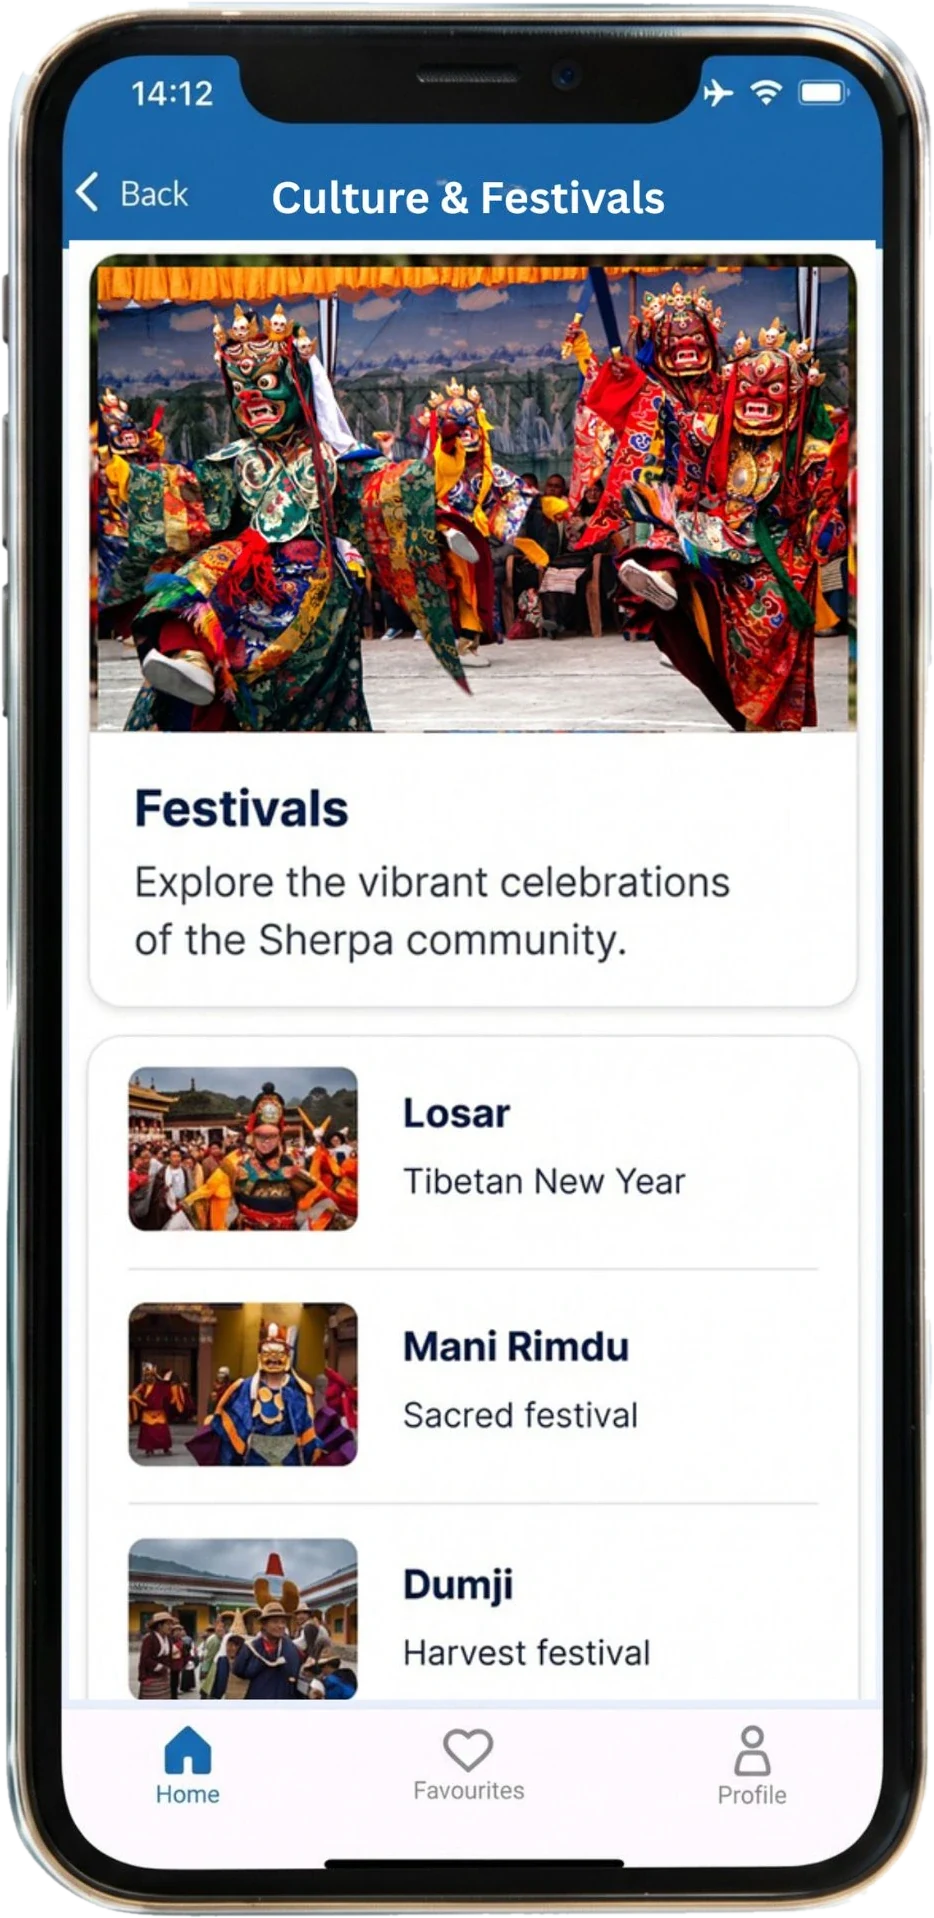 14:12
Back
Culture & Festivals
Festivals
Explore the vibrant celebrations
of the Sherpa community.
Losar
Tibetan New Year
Mani Rimdu
Sacred festival
Dumji
Harvest festival
Home
Favourites
Profile